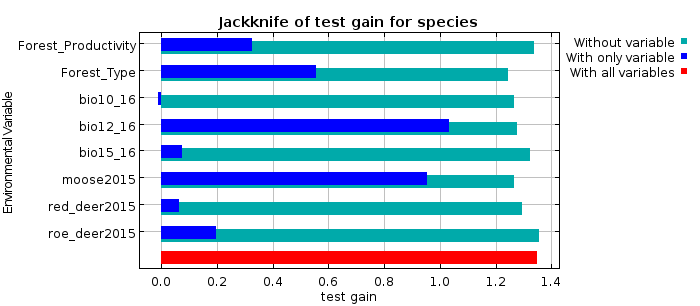 Jackknife of test gain for species
Without variable
With only variable
With all variables
Environmental Variable
Forest_Productivity
Forest_Type
bio10_16
bio12_16
bio15_16
moose2015
red_deer2015
roe_deer2015
0.0 0.2 0.4 0.6 0.8 1.0 1.2 1.4
test gain